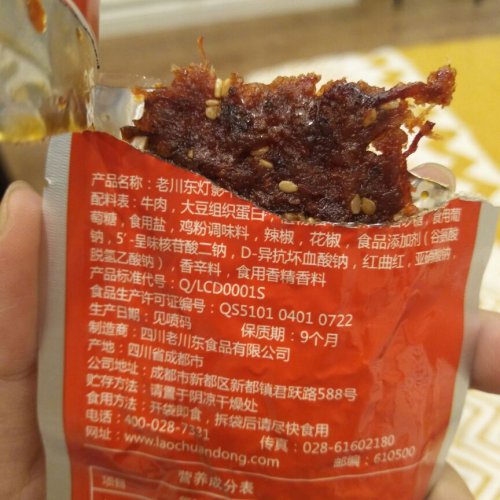 产品名称：老川东灯影
配料表：牛肉，大豆组织蛋白
萄糖，食用盐，鸡粉调味料，辣椒，花椒，食品添加剂（谷氨酸
钠，5'-呈味核苷酸二钠，D-异抗坏血酸钠，红曲红，亚硝酸钠，
脱氢乙酸钠），香辛料，食用香精香料
产品标准代号：Q/LCD0001S
食品生产许可证编号：QS5101 0401 0722
生产日期：见喷码 保质期：9个月
制造商：四川老川东食品有限公司
产地：四川省成都市
公司地址：成都市新都区新都镇君跃路588号
贮存方法：请置于阴凉干燥处
食用方法：开袋即食，拆袋后请尽快食用
电话：400-028-7331 传真：028-61602180
网址：www.laochuandong.com 邮编：610500
营养成分表
项目